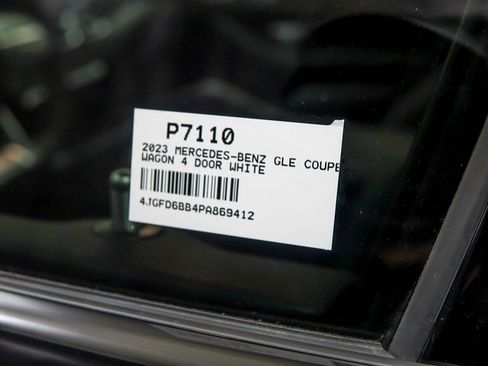 P7110
2023 MERCEDES-BENZ GLE COUPE
WAGON 4 DOOR WHITE
4JGFD6BB4PA869412